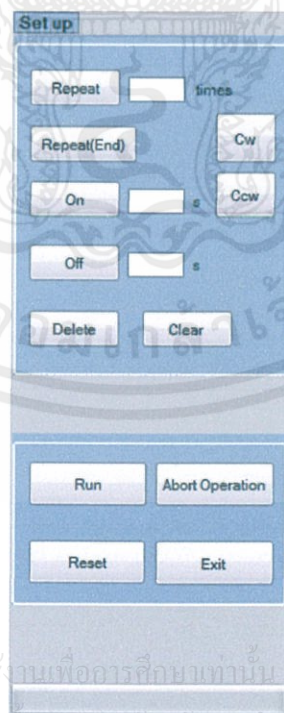 Set up
Repeat times
Repeat(End) Cw
On s Ccw
Off s
Delete Clear
Run Abort Operation
Reset Exit